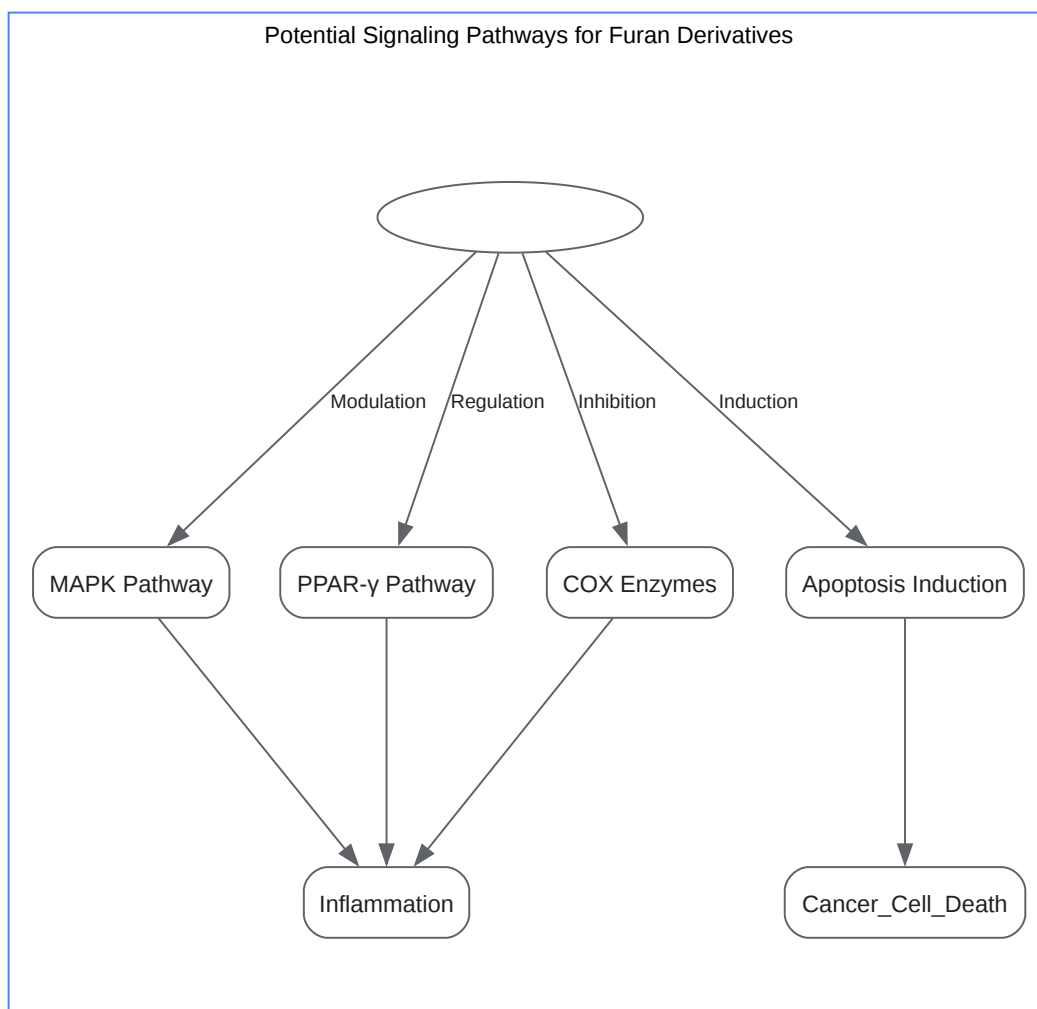 Potential Signaling Pathways for Furan Derivatives
Modulation
Regulation
Inhibition
Induction
MAPK Pathway
PPAR-γ Pathway
COX Enzymes
Apoptosis Induction
Inflammation
Cancer_Cell_Death